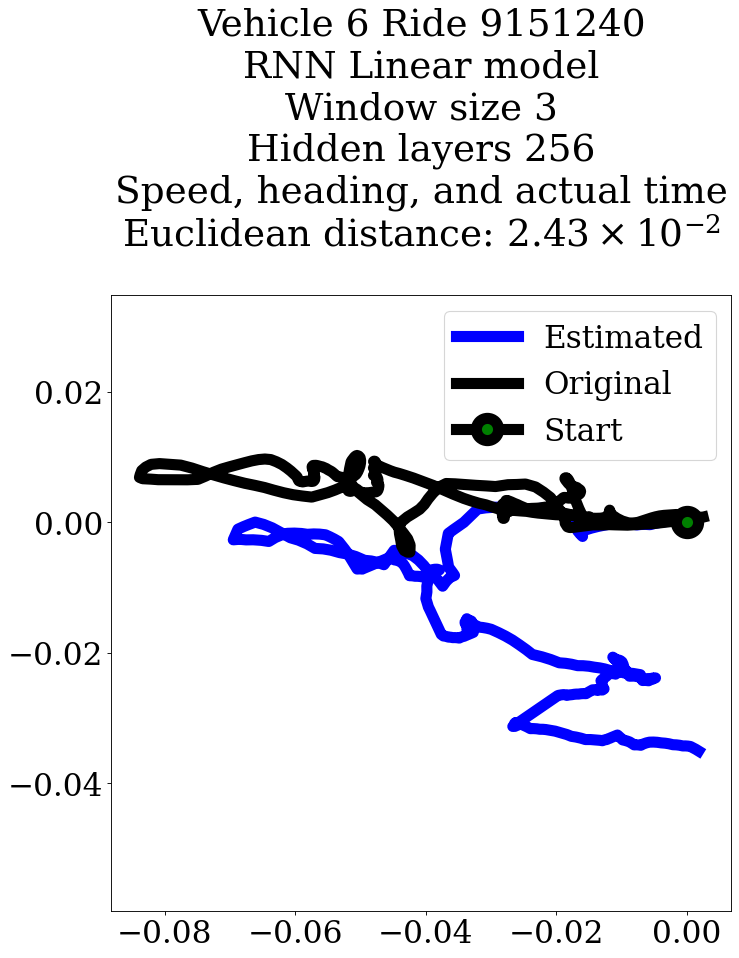 Vehicle 6 Ride 9151240
RNN Linear model
Window size 3
Hidden layers 256
Speed, heading, and actual time
Euclidean distance: 2.43 × 10⁻²
Estimated
Original
Start
0.02
0.00
−0.02
−0.04
−0.08 −0.06 −0.04 −0.02 0.00